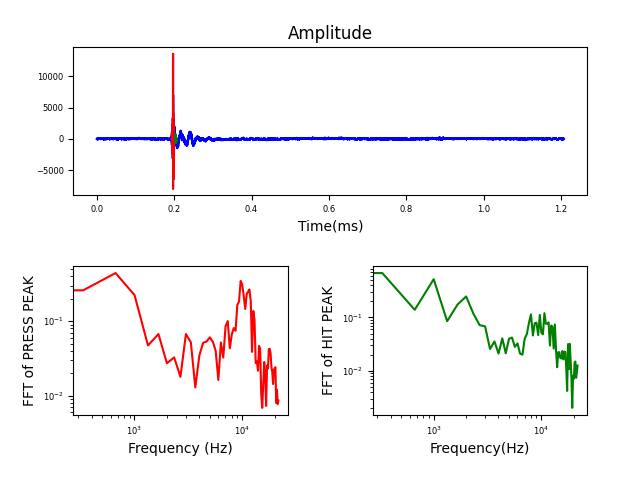 Amplitude
10000
5000
0
−5000
0.0 0.2 0.4 0.6 0.8 1.0 1.2
Time(ms)
FFT of PRESS PEAK
10⁻¹
10⁻²
10³ 10⁴
Frequency (Hz)
FFT of HIT PEAK
10⁻¹
10⁻²
10³ 10⁴
Frequency(Hz)